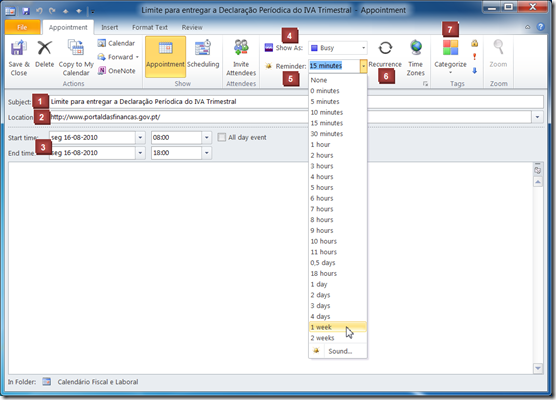 Limite para entregar a Declaração Periódica do IVA Trimestral - Appointment
File Appointment Insert Format Text Review
4 7
Save & Close
Delete
Copy to My Calendar
Calendar
Forward
OneNote
Actions
Appointment
Scheduling
Show
Invite Attendees
Attendees
Show As: Busy
5 Reminder: 15 minutes
Recurrence
6
Time Zones
Categorize
Tags
Zoom
Zoom
Subject: 1 Limite para entregar a Declaração Periódica do IVA Trimestral
Location: 2 http://www.portaldasfinancas.gov.pt/
Start time: seg 16-08-2010 08:00 All day event
3
End time: seg 16-08-2010 18:00
None
0 minutes
5 minutes
10 minutes
15 minutes
30 minutes
1 hour
2 hours
3 hours
4 hours
5 hours
6 hours
7 hours
8 hours
9 hours
10 hours
11 hours
0,5 days
18 hours
1 day
2 days
3 days
4 days
1 week
2 weeks
Sound...
In Folder: Calendário Fiscal e Laboral